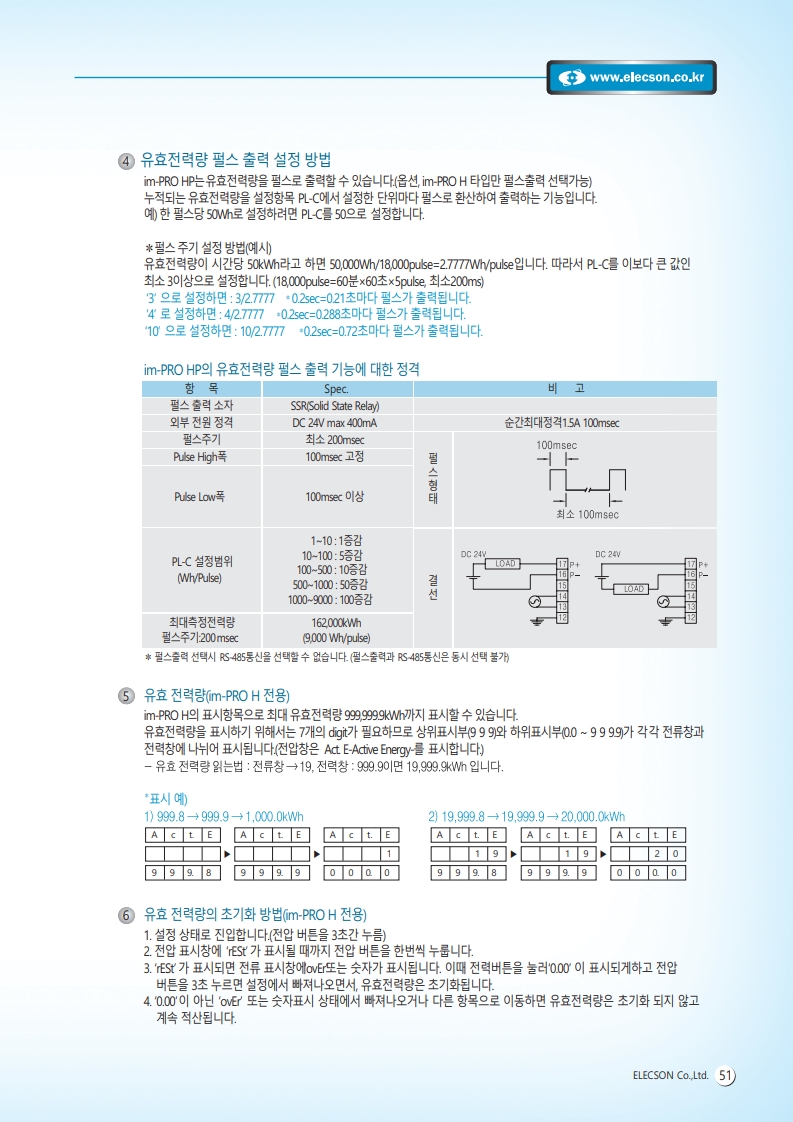 www.elecson.co.kr
4 유효전력량 펄스 출력 설정 방법
im-PRO HP는 유효전력량을 펄스로 출력할 수 있습니다.(옵션, im-PRO H 타입만 펄스출력 선택가능)
누적되는 유효전력량을 설정항목 PL-C에서 설정한 단위마다 펄스로 환산하여 출력하는 기능입니다.
예) 한 펄스당 50Wh로 설정하려면 PL-C를 50으로 설정합니다.
＊펄스 주기 설정 방법(예시)
유효전력량이 시간당 50kWh라고 하면 50,000Wh/18,000pulse=2.7777Wh/pulse입니다. 따라서 PL-C를 이보다 큰 값인
최소 3이상으로 설정합니다. (18,000pulse=60분×60초×5pulse, 최소200ms)
‘3’ 으로 설정하면 : 3/2.7777 *0.2sec=0.21초마다 펄스가 출력됩니다.
‘4’ 로 설정하면 : 4/2.7777 *0.2sec=0.288초마다 펄스가 출력됩니다.
‘10’ 으로 설정하면 : 10/2.7777 *0.2sec=0.72초마다 펄스가 출력됩니다.
im-PRO HP의 유효전력량 펄스 출력 기능에 대한 정격
항 목 Spec. 비 고
펄스 출력 소자 SSR(Solid State Relay)
외부 전원 정격 DC 24V max 400mA 순간최대정격1.5A 100msec
펄스주기 최소 200msec
Pulse High폭 100msec 고정
Pulse Low폭 100msec 이상
펄스형태
100msec
최소 100msec
PL-C 설정범위
(Wh/Pulse)
1~10 : 1증감
10~100 : 5증감
100~500 : 10증감
500~1000 : 50증감
1000~9000 : 100증감
최대측정전력량
펄스주기:200 msec
162,000kWh
(9,000 Wh/pulse)
결선
DC 24V LOAD 17 P+
16 P−
15
14
13
12
DC 24V 17 P+
16 P−
LOAD 15
14
13
12
＊ 펄스출력 선택시 RS-485통신을 선택할 수 없습니다. (펄스출력과 RS-485통신은 동시 선택 불가)
5 유효 전력량(im-PRO H 전용)
im-PRO H의 표시항목으로 최대 유효전력량 999,999.9kWh까지 표시할 수 있습니다.
유효전력량을 표시하기 위해서는 7개의 digit가 필요하므로 상위표시부(9 9 9)와 하위표시부(0.0 ~ 9 9 9.9)가 각각 전류창과
전력창에 나뉘어 표시됩니다.(전압창은 Act. E-Active Energy-를 표시합니다.)
− 유효 전력량 읽는법 : 전류창 → 19, 전력창 : 999.9이면 19,999.9kWh 입니다.
*표시 예)
1) 999.8 → 999.9 → 1,000.0kWh 2) 19,999.8 → 19,999.9 → 20,000.0kWh
A c t. E A c t. E A c t. E A c t. E A c t. E A c t. E
▶ ▶ 1 1 9 ▶ 1 9 ▶ 2 0
9 9 9. 8 9 9 9. 9 0 0 0. 0 9 9 9. 8 9 9 9. 9 0 0 0. 0
6 유효 전력량의 초기화 방법(im-PRO H 전용)
1. 설정 상태로 진입합니다.(전압 버튼을 3초간 누름)
2. 전압 표시창에 ‘rESt’ 가 표시될 때까지 전압 버튼을 한번씩 누룹니다.
3. ‘rESt’ 가 표시되면 전류 표시창에ovEr또는 숫자가 표시됩니다. 이때 전력버튼을 눌러‘0.00’ 이 표시되게하고 전압
버튼을 3초 누르면 설정에서 빠져나오면서, 유효전력량은 초기화됩니다.
4. ‘0.00’ 이 아닌 ‘ovEr’ 또는 숫자표시 상태에서 빠져나오거나 다른 항목으로 이동하면 유효전력량은 초기화 되지 않고
계속 적산됩니다.
ELECSON Co.,Ltd. 51